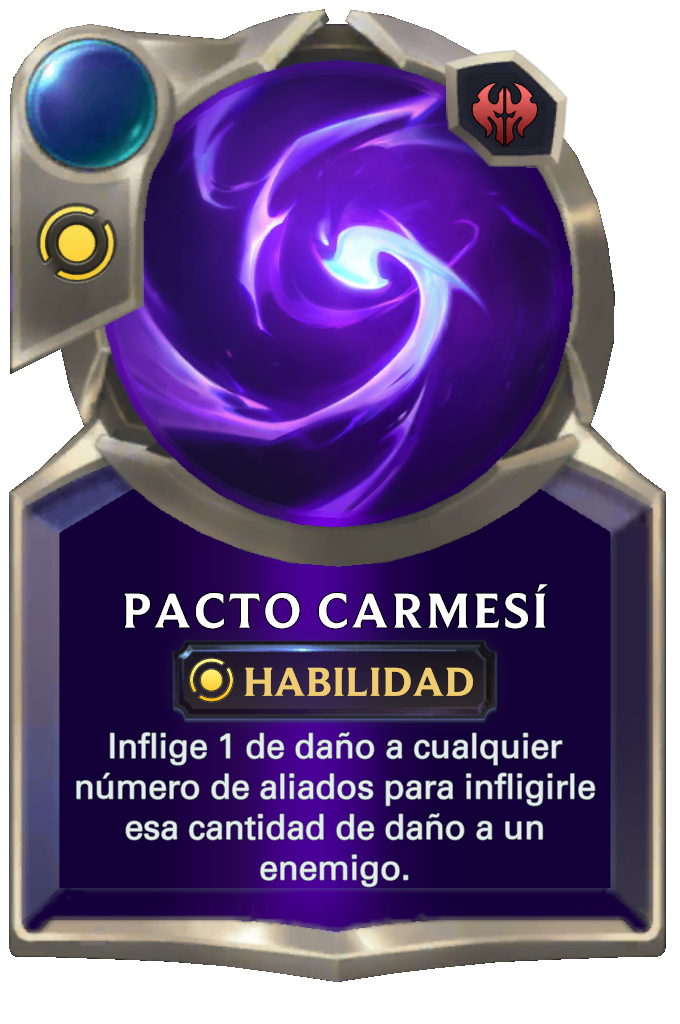 PACTO CARMESÍ
HABILIDAD
Inflige 1 de daño a cualquier
número de aliados para infligirle
esa cantidad de daño a un
enemigo.